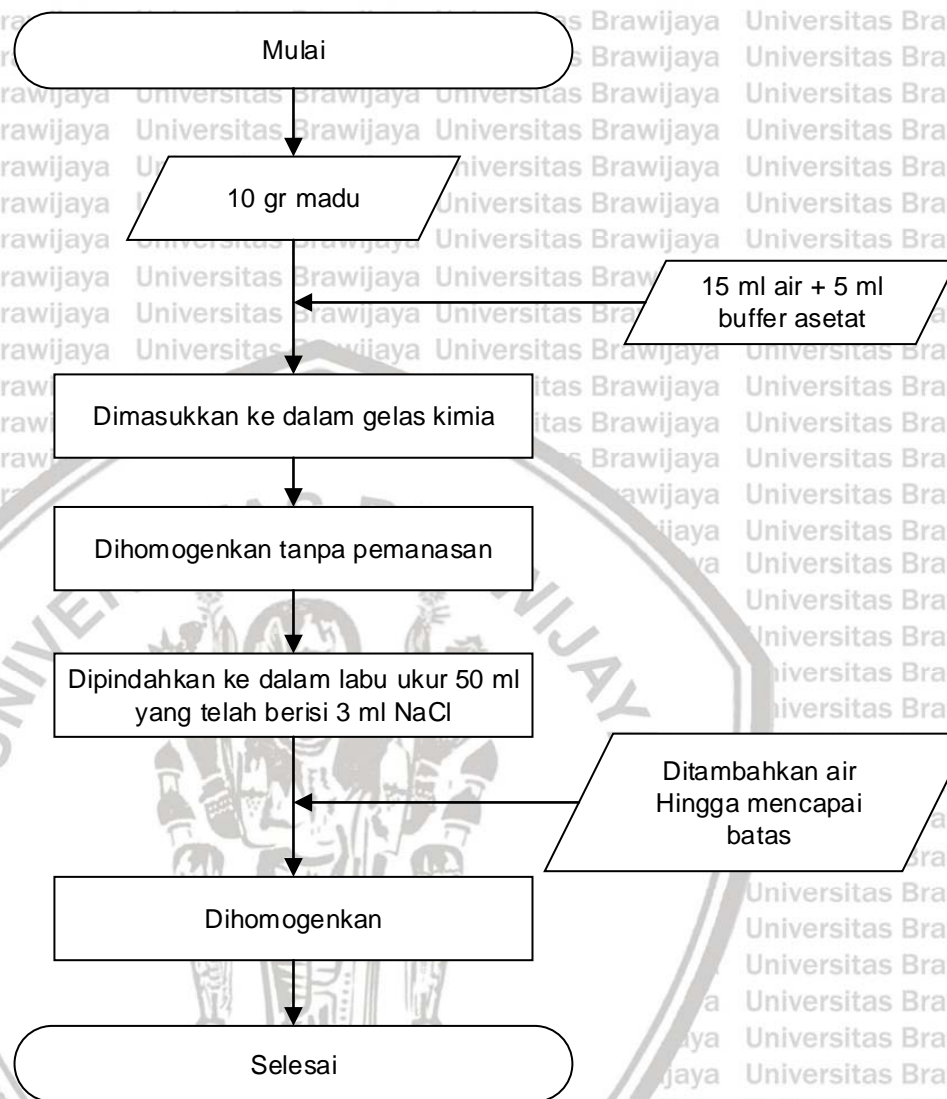 Mulai
10 gr madu
15 ml air + 5 ml
buffer asetat
Dimasukkan ke dalam gelas kimia
Dihomogenkan tanpa pemanasan
Dipindahkan ke dalam labu ukur 50 ml
yang telah berisi 3 ml NaCl
Ditambahkan air
Hingga mencapai
batas
Dihomogenkan
Selesai